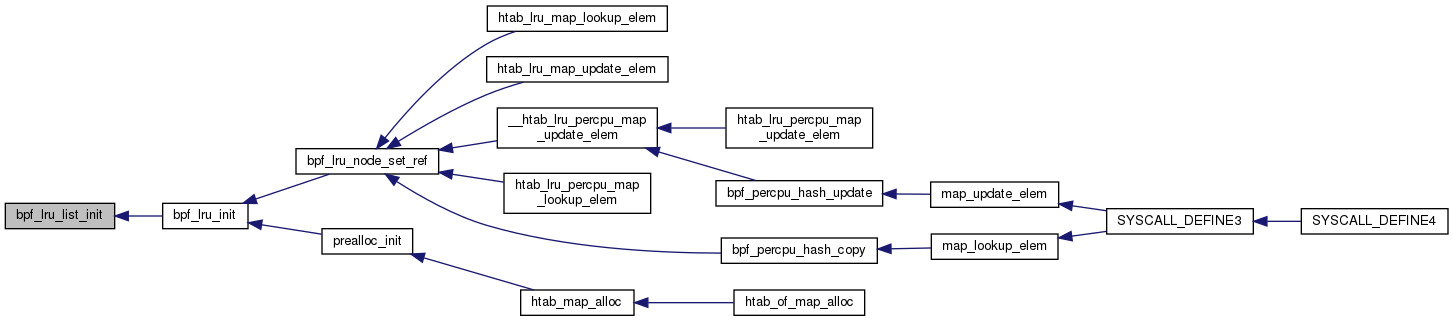 htab_lru_map_lookup_elem
htab_lru_map_update_elem
__htab_lru_percpu_map
_update_elem
htab_lru_percpu_map
_update_elem
bpf_lru_node_set_ref
htab_lru_percpu_map
_lookup_elem
bpf_percpu_hash_update
map_update_elem
bpf_lru_list_init
bpf_lru_init
SYSCALL_DEFINE3
SYSCALL_DEFINE4
prealloc_init
bpf_percpu_hash_copy
map_lookup_elem
htab_map_alloc
htab_of_map_alloc